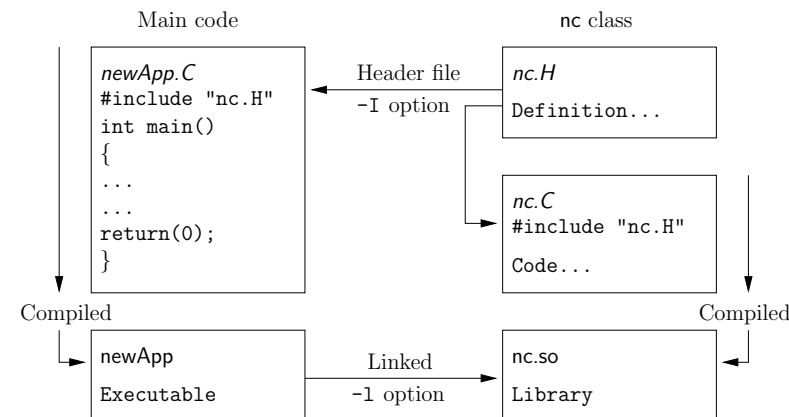 Main code
nc class
newApp.C
#include "nc.H"
int main()
{
...
...
return(0);
}
Header file
-I option
nc.H
Definition...
nc.C
#include "nc.H"
Code...
Compiled
Compiled
newApp
Executable
Linked
-l option
nc.so
Library